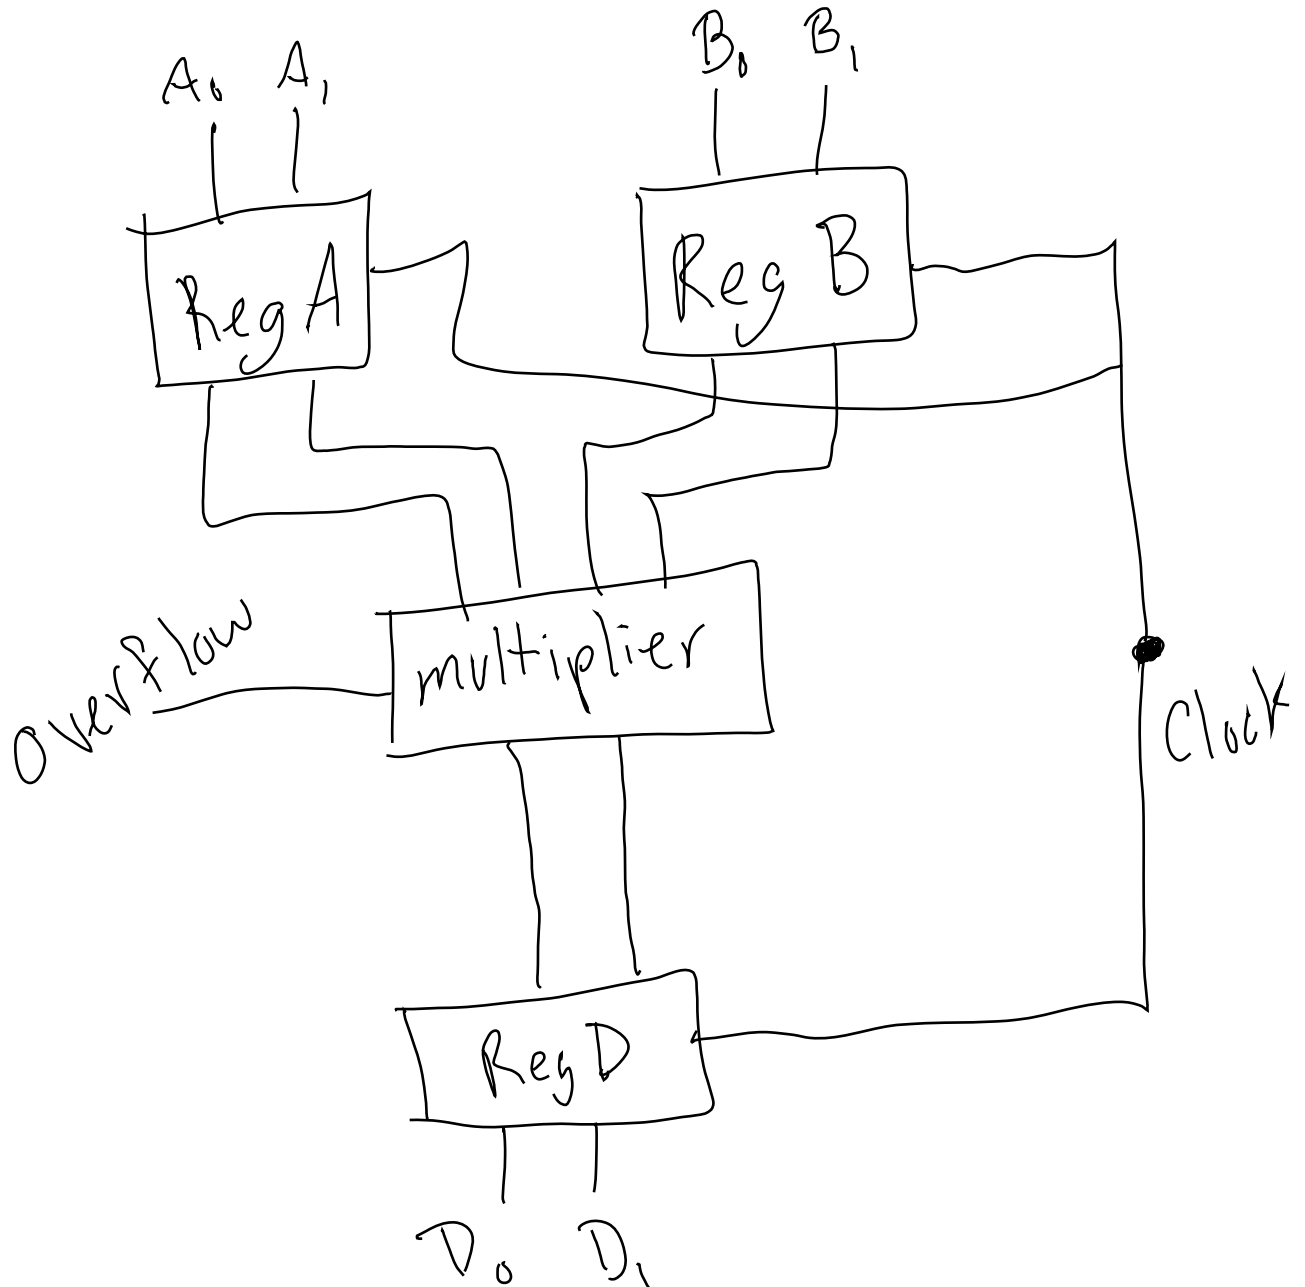 A₀ A₁
B₀ B₁
Reg A
Reg B
Overflow
multiplier
Clock
Reg D
D₀ D₁